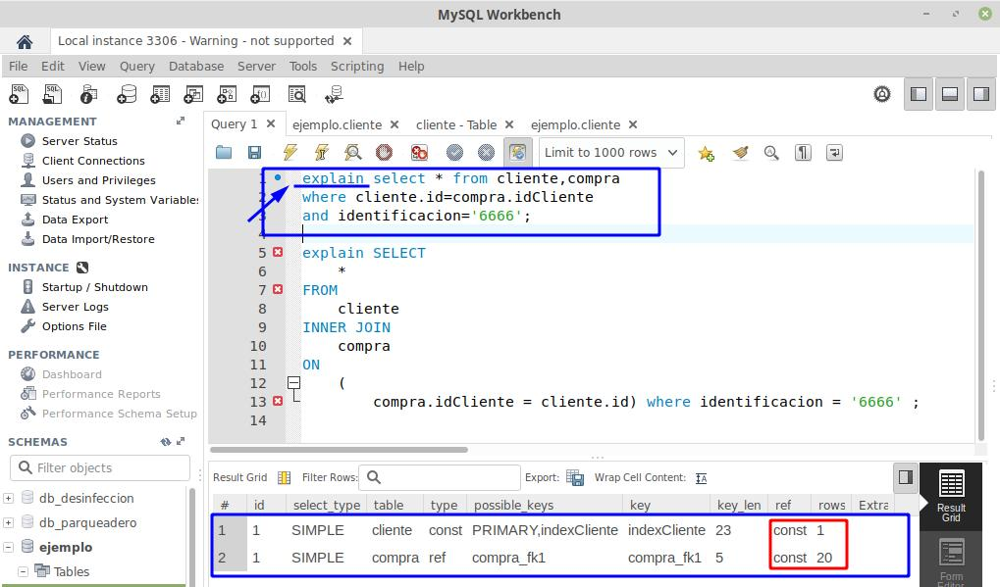 MySQL Workbench
Local instance 3306 - Warning - not supported
File Edit View Query Database Server Tools Scripting Help
MANAGEMENT
Server Status
Client Connections
Users and Privileges
Status and System Variables
Data Export
Data Import/Restore
INSTANCE
Startup / Shutdown
Server Logs
Options File
PERFORMANCE
Dashboard
Performance Reports
Performance Schema Setup
SCHEMAS
Filter objects
db_desinfeccion
db_parqueadero
ejemplo
Tables
Query 1 ejemplo.cliente cliente - Table ejemplo.cliente
Limit to 1000 rows
1 explain select * from cliente,compra
2 where cliente.id=compra.idCliente
3 and identificacion='6666';
4
5 explain SELECT
6 *
7 FROM
8 cliente
9 INNER JOIN
10 compra
11 ON
12 (
13 compra.idCliente = cliente.id) where identificacion = '6666' ;
14
Result Grid Filter Rows: Export: Wrap Cell Content:
# id select_type table type possible_keys key key_len ref rows Extra
1 1 SIMPLE cliente const PRIMARY,indexCliente indexCliente 23 const 1
2 1 SIMPLE compra ref compra_fk1 compra_fk1 5 const 20
Result
Grid
Form
Editor